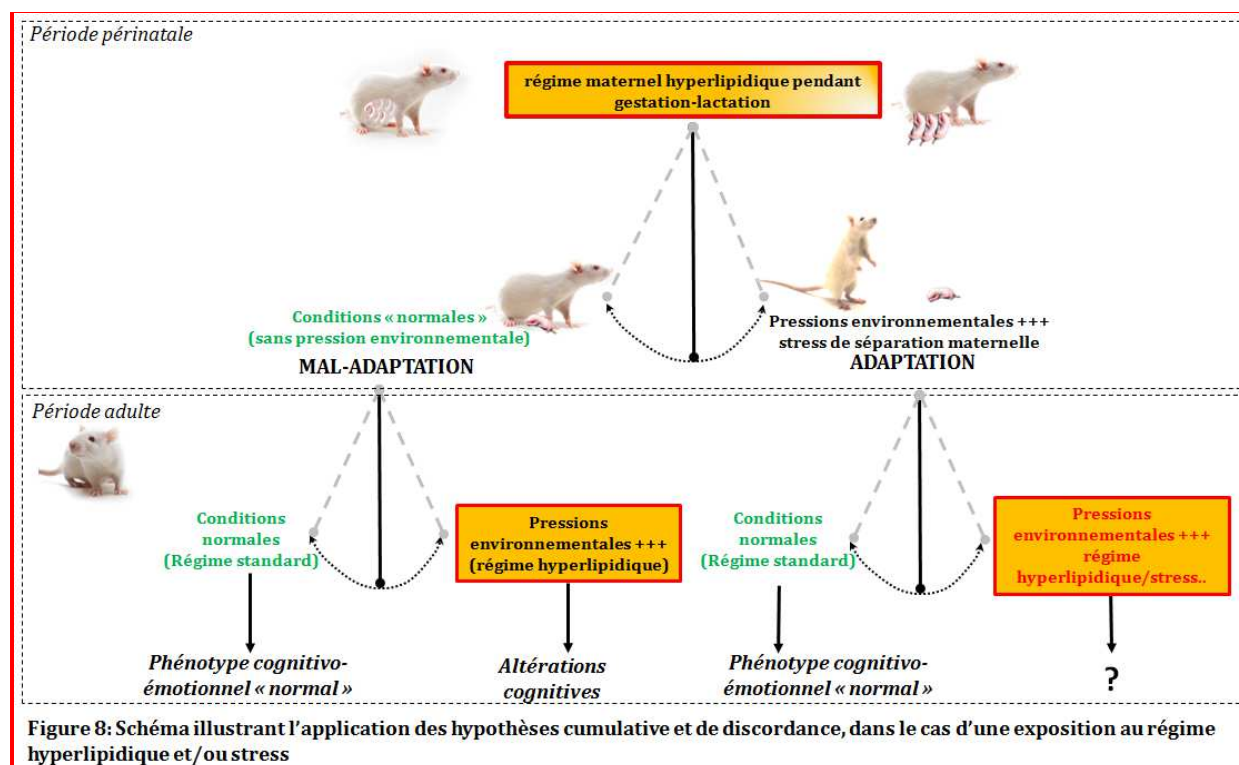 Période périnatale
régime maternel hyperlipidique pendant
gestation-lactation
Conditions « normales »
(sans pression environnementale)
MAL-ADAPTATION
Pressions environnementales +++
stress de séparation maternelle
ADAPTATION
Période adulte
Conditions
normales
(Régime standard)
Pressions
environnementales +++
(régime hyperlipidique)
Conditions
normales
(Régime standard)
Pressions
environnementales +++
régime
hyperlipidique/stress..
Phénotype cognitivo-
émotionnel « normal »
Altérations
cognitives
Phénotype cognitivo-
émotionnel « normal »
?
Figure 8: Schéma illustrant l’application des hypothèses cumulative et de discordance, dans le cas d’une exposition au régime
hyperlipidique et/ou stress